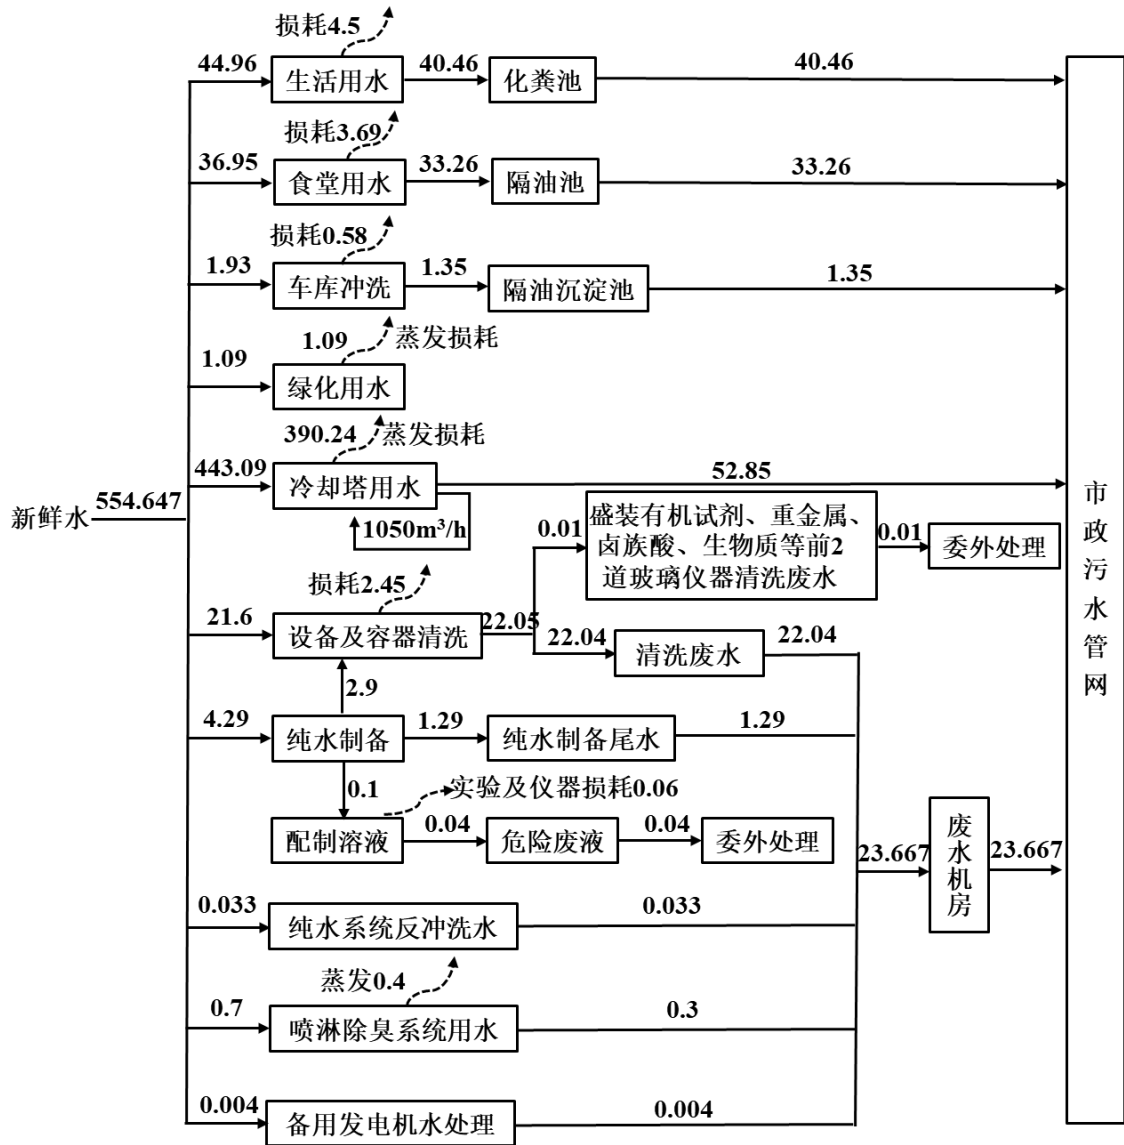 损耗4.5
44.96
生活用水
40.46
化粪池
40.46
损耗3.69
36.95
食堂用水
33.26
隔油池
33.26
损耗0.58
1.93
车库冲洗
1.35
隔油沉淀池
1.35
1.09
蒸发损耗
1.09
绿化用水
390.24
蒸发损耗
443.09
冷却塔用水
52.85
1050m³/h
新鲜水
554.647
损耗2.45
21.6
设备及容器清洗
22.05
0.01
盛装有机试剂、重金属、
卤族酸、生物质等前2
道玻璃仪器清洗废水
0.01
委外处理
22.04
清洗废水
22.04
2.9
4.29
纯水制备
1.29
纯水制备尾水
1.29
0.1
实验及仪器损耗0.06
配制溶液
0.04
危险废液
0.04
委外处理
23.667
废
水
机
房
23.667
0.033
纯水系统反冲洗水
0.033
蒸发0.4
0.7
喷淋除臭系统用水
0.3
0.004
备用发电机水处理
0.004
市
政
污
水
管
网